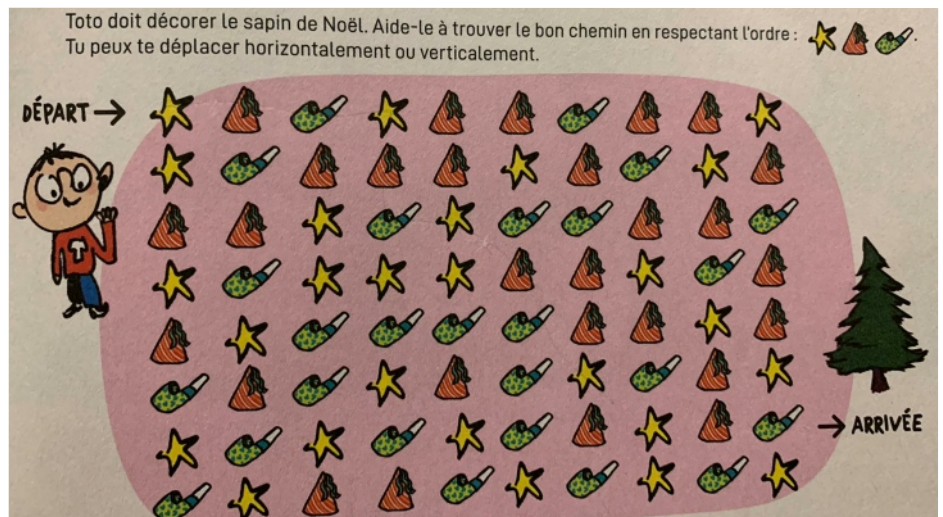 Toto doit décorer le sapin de Noël. Aide-le à trouver le bon chemin en respectant l'ordre : .
Tu peux te déplacer horizontalement ou verticalement.
DÉPART →
T
→ ARRIVÉE